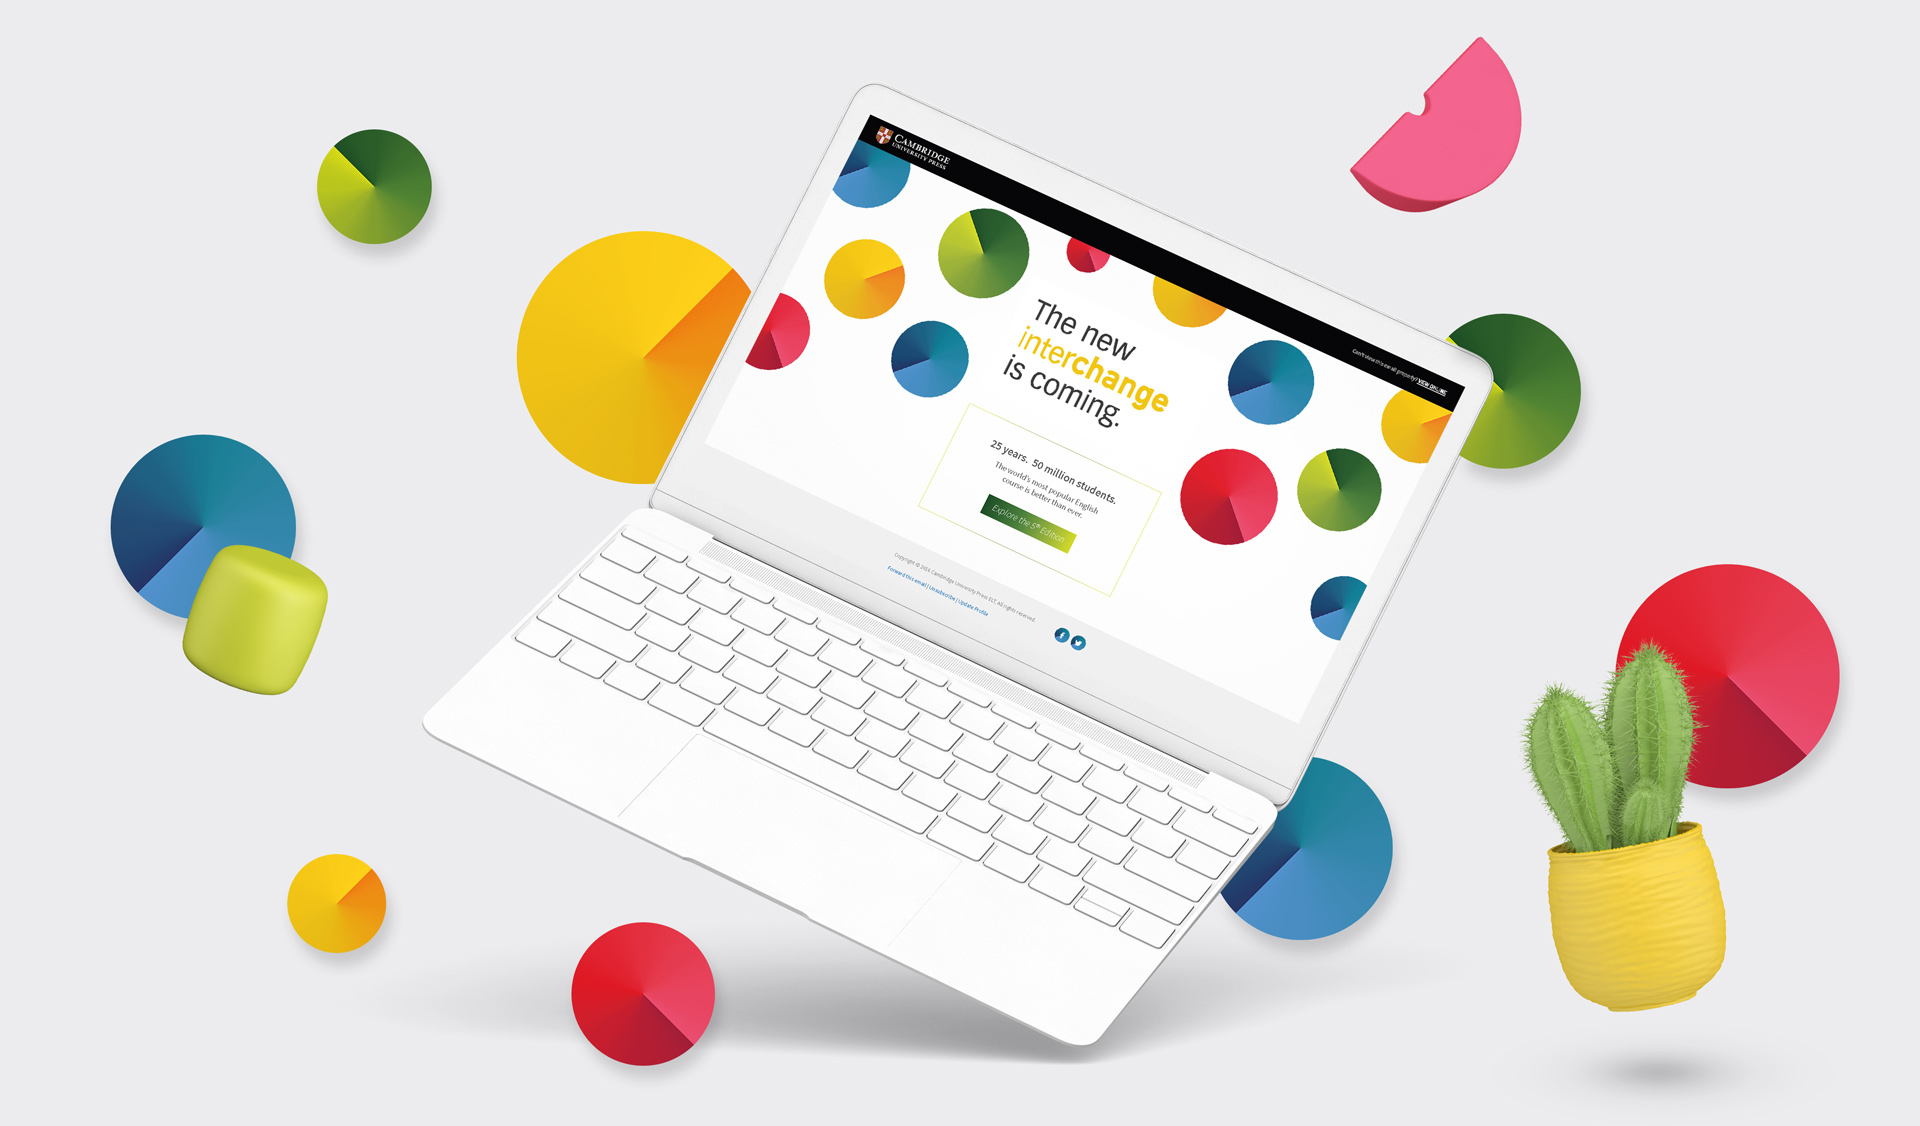 CAMBRIDGE
UNIVERSITY PRESS
Can't view this email properly? VIEW ONLINE
The new
interchange
is coming.
25 years. 50 million students.
The world's most popular English
course is better than ever.
Explore the 5th Edition
Copyright © 2016 Cambridge University Press ELT. All rights reserved.
Forward this email | Unsubscribe | Update Profile